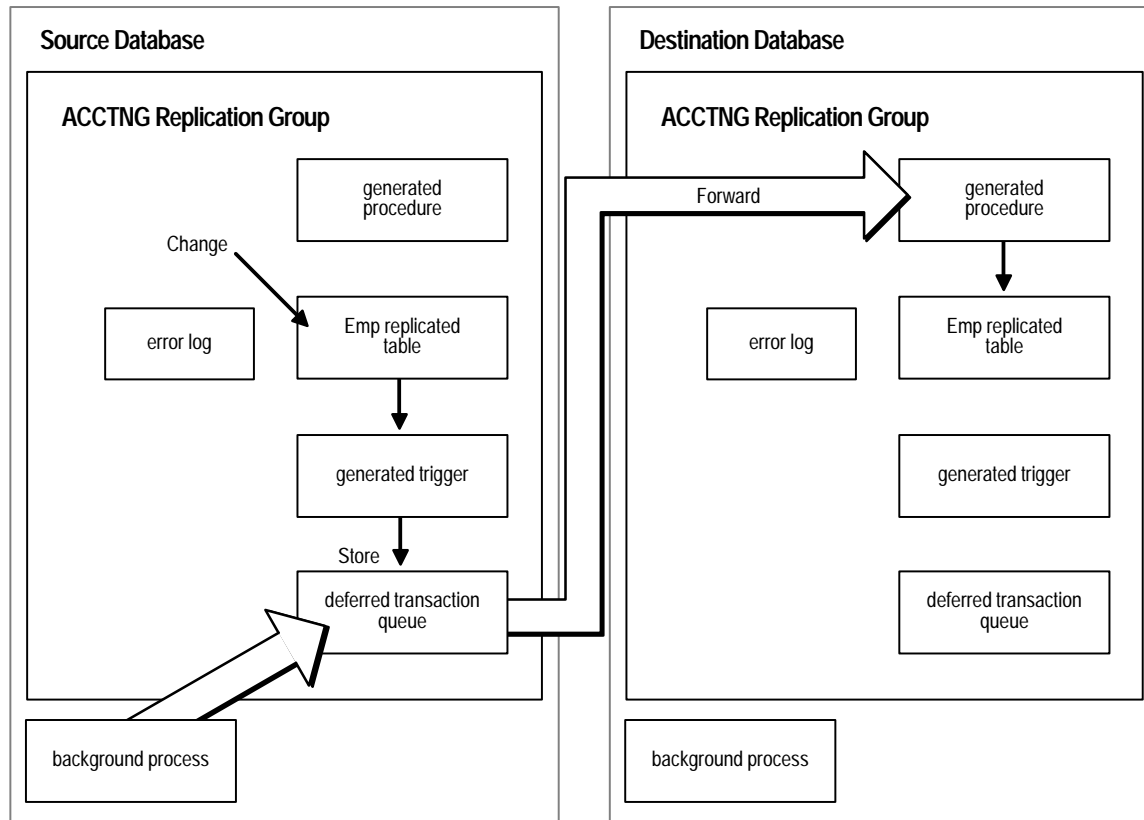 Source Database
ACCTNG Replication Group
generated
procedure
Change
error log
Emp replicated
table
generated trigger
Store
deferred transaction
queue
background process
Forward
Destination Database
ACCTNG Replication Group
generated
procedure
error log
Emp replicated
table
generated trigger
deferred transaction
queue
background process